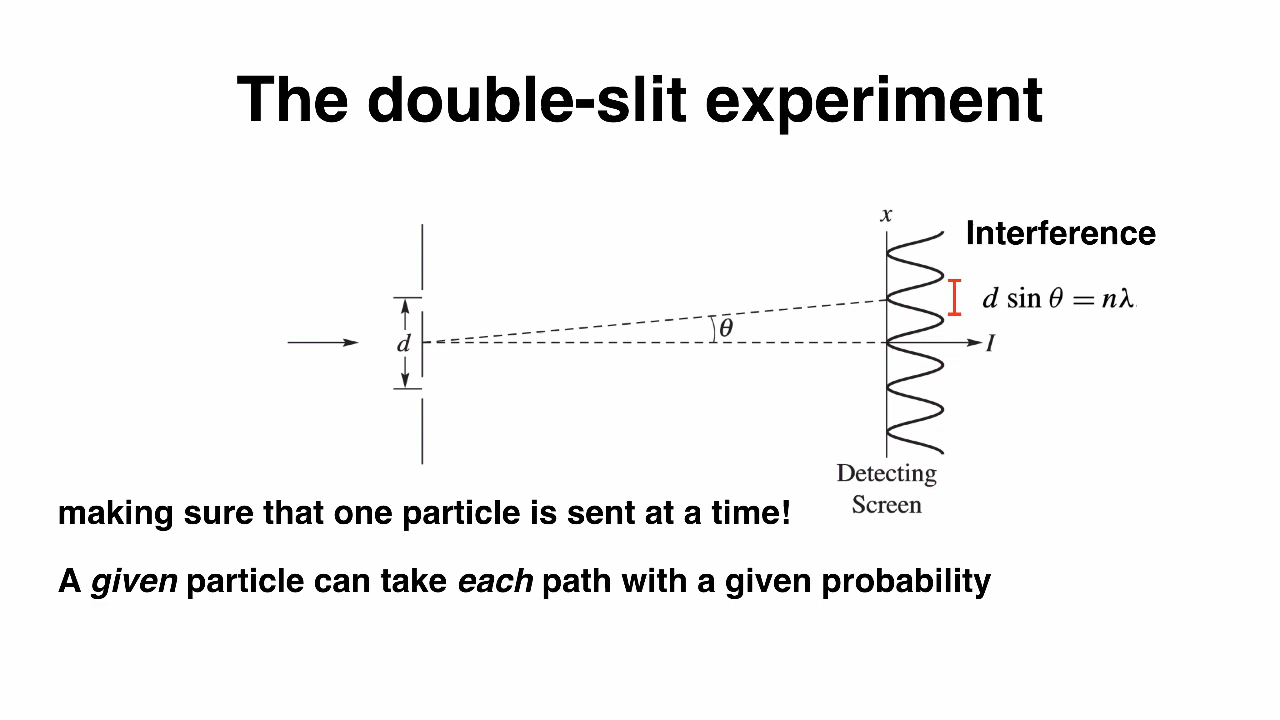 The double-slit experiment
x
Interference
d sin θ = nλ
θ
d
I
Detecting
Screen
making sure that one particle is sent at a time!
A given particle can take each path with a given probability